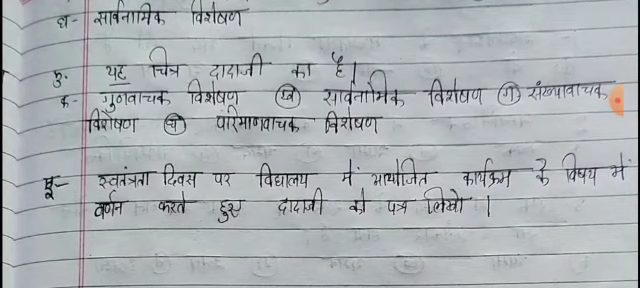 घ- सार्वनामिक विशेषण
3. यह चित्र दादाजी का है।
क- गुणवाचक विशेषण (ख) सार्वनामिक विशेषण (ग) संख्यावाचक
विशेषण (घ) परिमाणवाचक विशेषण
प्र- स्वतंत्रता दिवस पर विद्यालय में आयोजित कार्यक्रम के विषय में
वर्णन करते हुए दादाजी को पत्र लिखो ।